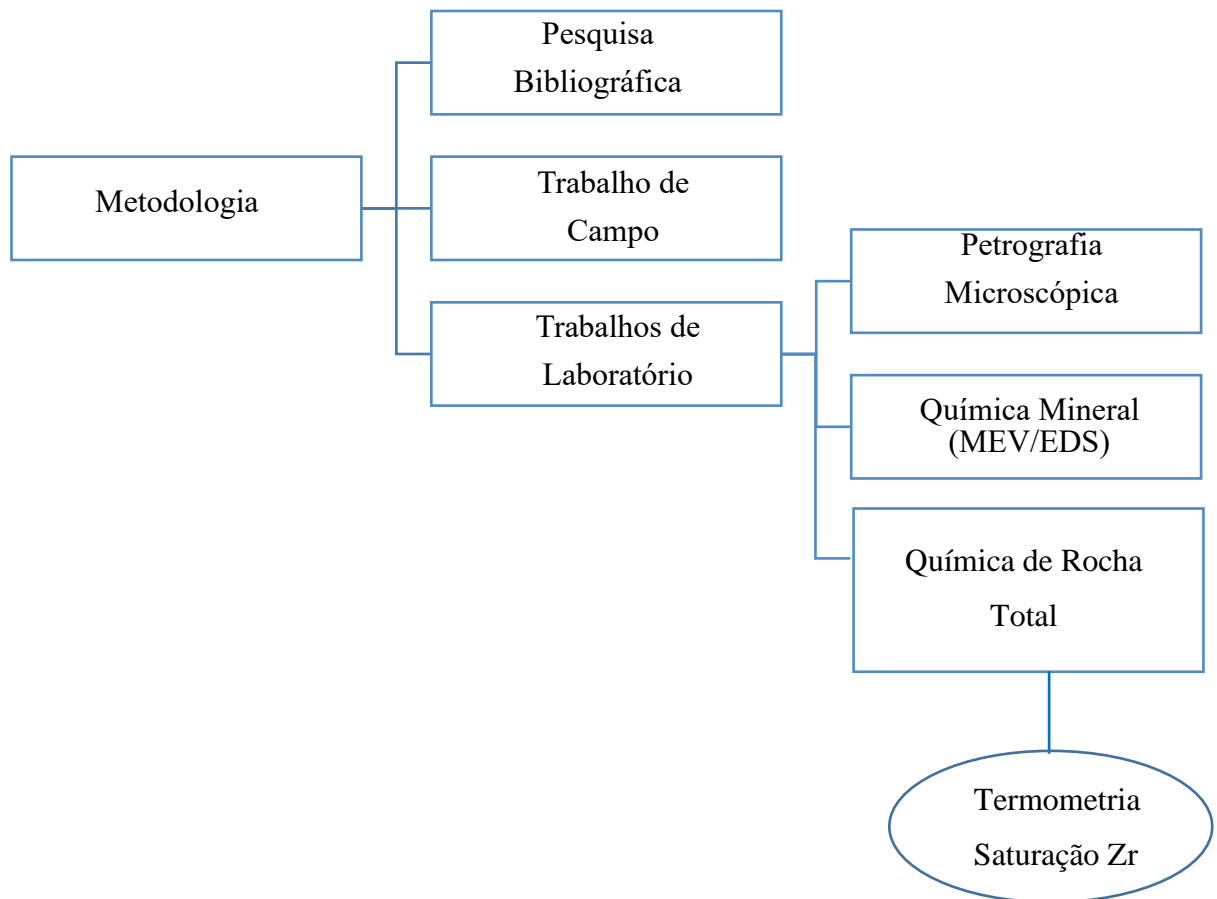 Metodologia
Pesquisa
Bibliográfica
Trabalho de
Campo
Trabalhos de
Laboratório
Petrografia
Microscópica
Química Mineral
(MEV/EDS)
Química de Rocha
Total
Termometria
Saturação Zr